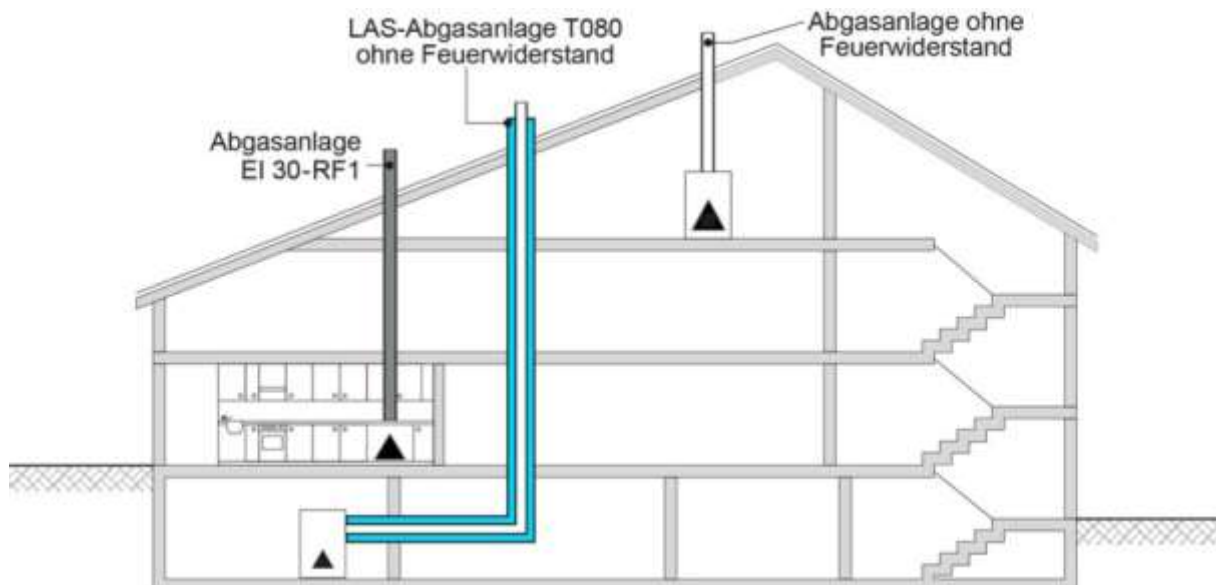 LAS-Abgasanlage T080
ohne Feuerwiderstand
Abgasanlage ohne
Feuerwiderstand
Abgasanlage
EI 30-RF1